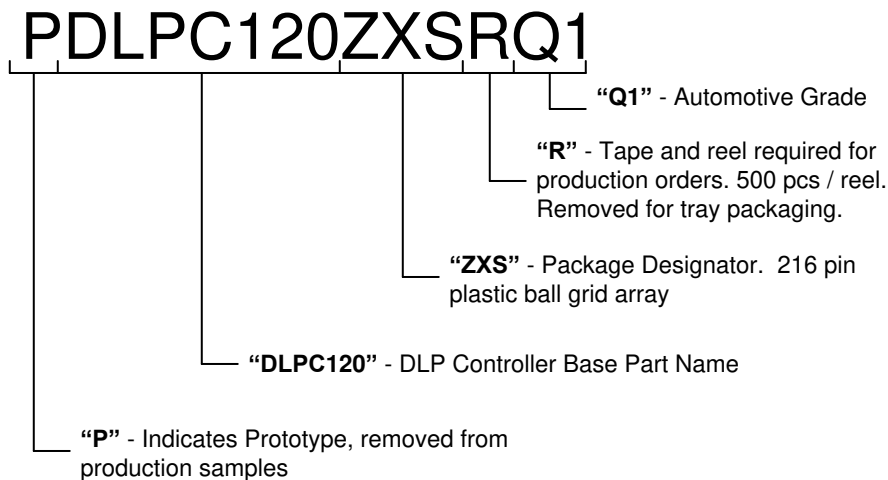 PDLPC120ZXSRQ1
“Q1” - Automotive Grade
“R” - Tape and reel required for
production orders. 500 pcs / reel.
Removed for tray packaging.
“ZXS” - Package Designator. 216 pin
plastic ball grid array
“DLPC120” - DLP Controller Base Part Name
“P” - Indicates Prototype, removed from
production samples